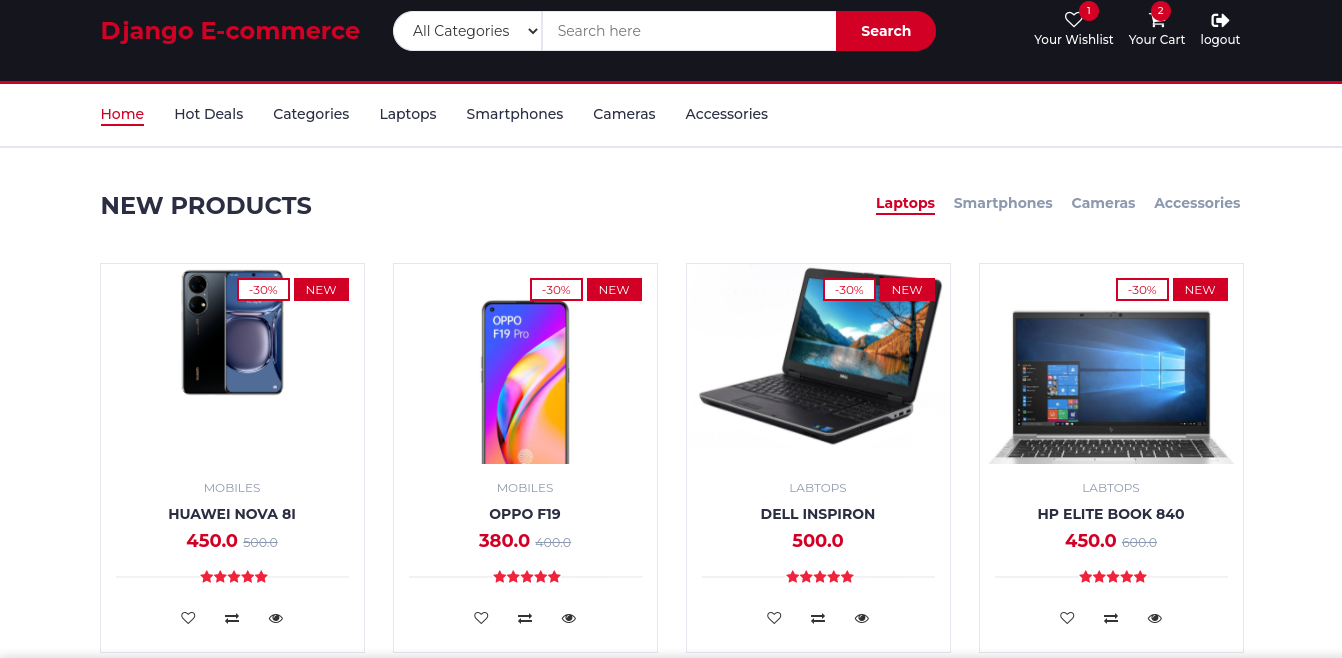 Django E-commerce
All Categories
Search here
Search
1
Your Wishlist
2
Your Cart
logout
Home
Hot Deals
Categories
Laptops
Smartphones
Cameras
Accessories
NEW PRODUCTS
Laptops
Smartphones
Cameras
Accessories
-30%
NEW
MOBILES
HUAWEI NOVA 8I
450.0 500.0
-30%
NEW
OPPO
F19 Pro
MOBILES
OPPO F19
380.0 400.0
-30%
NEW
LABTOPS
DELL INSPIRON
500.0
-30%
NEW
LABTOPS
HP ELITE BOOK 840
450.0 600.0